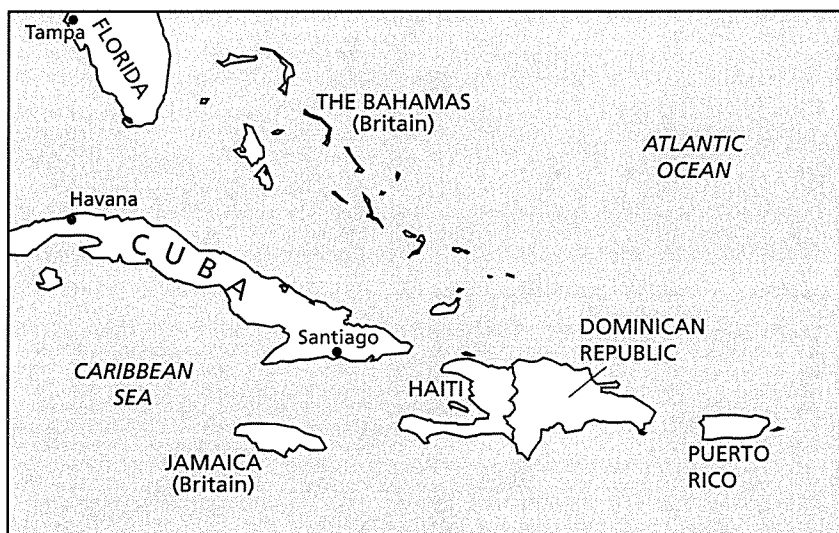 Tampa
FLORIDA
THE BAHAMAS
(Britain)
ATLANTIC
OCEAN
Havana
CUBA
Santiago
DOMINICAN
REPUBLIC
CARIBBEAN
SEA
HAITI
JAMAICA
(Britain)
PUERTO
RICO